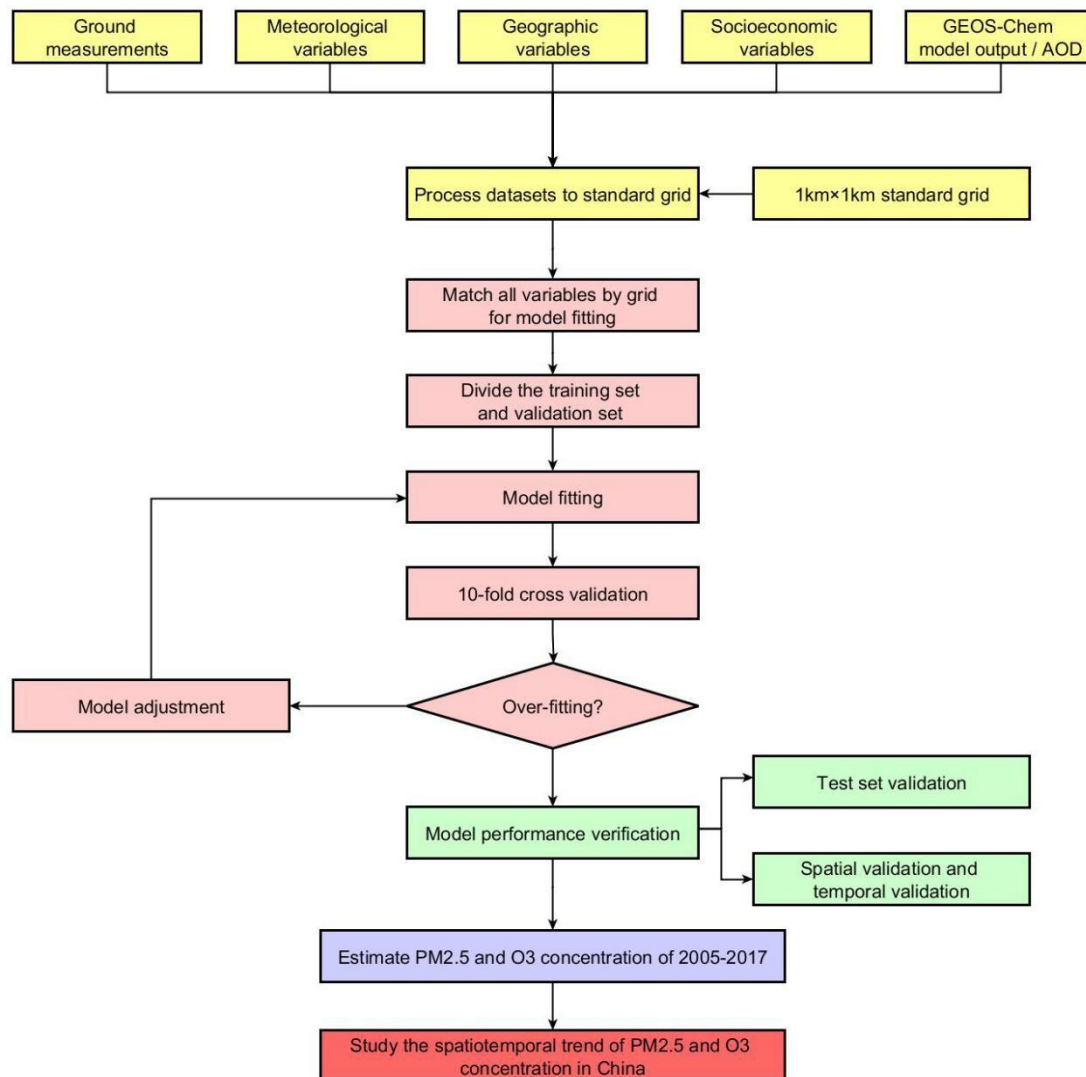 Ground
measurements
Meteorological
variables
Geographic
variables
Socioeconomic
variables
GEOS-Chem
model output / AOD
Process datasets to standard grid
1km×1km standard grid
Match all variables by grid
for model fitting
Divide the training set
and validation set
Model fitting
10-fold cross validation
Model adjustment
Over-fitting?
Test set validation
Model performance verification
Spatial validation and
temporal validation
Estimate PM2.5 and O3 concentration of 2005-2017
Study the spatiotemporal trend of PM2.5 and O3
concentration in China